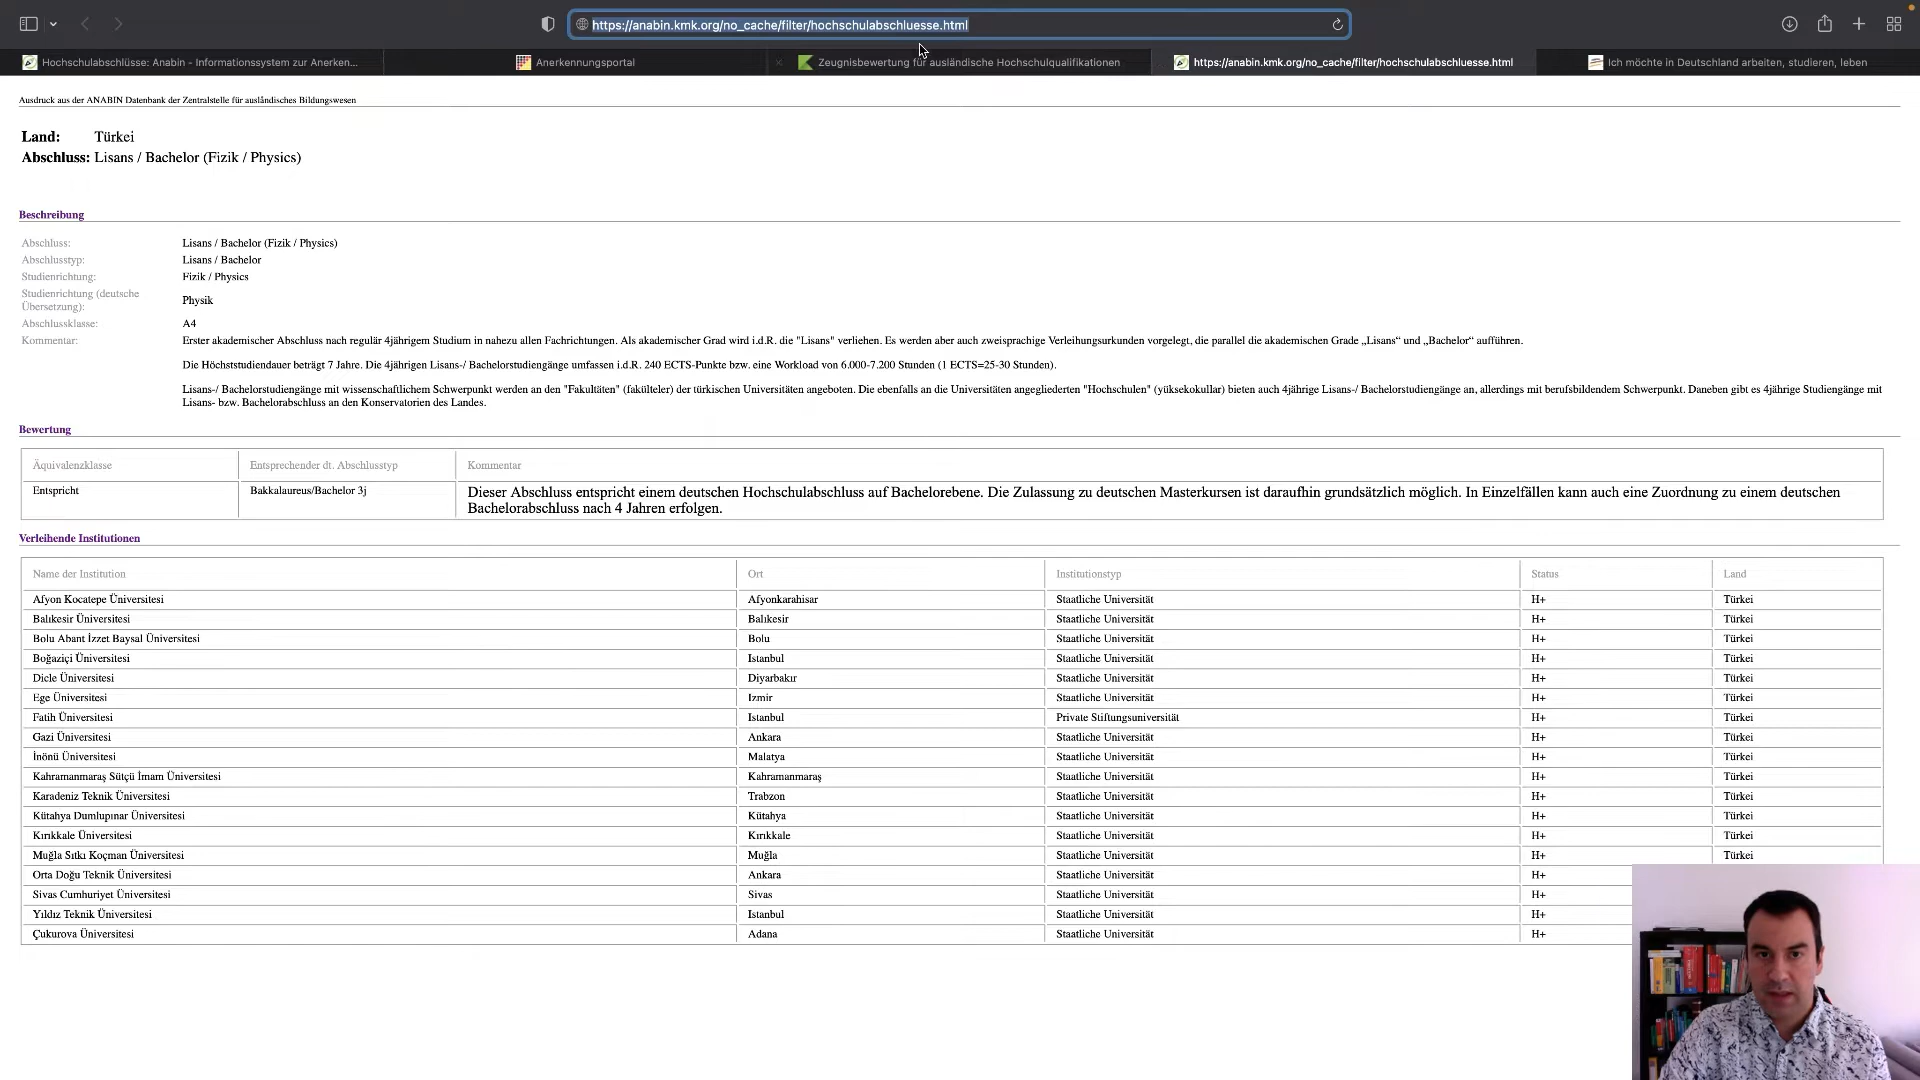 https://anabin.kmk.org/no_cache/filter/hochschulabschluesse.html
Hochschulabschlüsse: Anabin - Informationssystem zur Anerken...
Anerkennungsportal
Zeugnisbewertung für ausländische Hochschulqualifikationen
https://anabin.kmk.org/no_cache/filter/hochschulabschluesse.html
Ich möchte in Deutschland arbeiten, studieren, leben
Ausdruck aus der ANABIN Datenbank der Zentralstelle für ausländisches Bildungswesen
Land: Türkei
Abschluss: Lisans / Bachelor (Fizik / Physics)
Beschreibung
Abschluss: Lisans / Bachelor (Fizik / Physics)
Abschlusstyp: Lisans / Bachelor
Studienrichtung: Fizik / Physics
Studienrichtung (deutsche
Übersetzung): Physik
Abschlussklasse: A4
Kommentar: Erster akademischer Abschluss nach regulär 4jährigem Studium in nahezu allen Fachrichtungen. Als akademischer Grad wird i.d.R. die "Lisans" verliehen. Es werden aber auch zweisprachige Verleihungsurkunden vorgelegt, die parallel die akademischen Grade „Lisans“ und „Bachelor“ aufführen.
Die Höchststudiendauer beträgt 7 Jahre. Die 4jährigen Lisans-/ Bachelorstudiengänge umfassen i.d.R. 240 ECTS-Punkte bzw. eine Workload von 6.000-7.200 Stunden (1 ECTS=25-30 Stunden).
Lisans-/ Bachelorstudiengänge mit wissenschaftlichem Schwerpunkt werden an den "Fakultäten" (fakülteler) der türkischen Universitäten angeboten. Die ebenfalls an die Universitäten angegliederten "Hochschulen" (yüksekokullar) bieten auch 4jährige Lisans-/ Bachelorstudiengänge an, allerdings mit berufsbildendem Schwerpunkt. Daneben gibt es 4jährige Studiengänge mit
Lisans- bzw. Bachelorabschluss an den Konservatorien des Landes.
Bewertung
Äquivalenzklasse Entsprechender dt. Abschlusstyp Kommentar
Entspricht Bakkalaureus/Bachelor 3j Dieser Abschluss entspricht einem deutschen Hochschulabschluss auf Bachelorebene. Die Zulassung zu deutschen Masterkursen ist daraufhin grundsätzlich möglich. In Einzelfällen kann auch eine Zuordnung zu einem deutschen
Bachelorabschluss nach 4 Jahren erfolgen.
Verleihende Institutionen
Name der Institution Ort Institutionstyp Status Land
Afyon Kocatepe Üniversitesi Afyonkarahisar Staatliche Universität H+ Türkei
Balıkesir Üniversitesi Balıkesir Staatliche Universität H+ Türkei
Bolu Abant İzzet Baysal Üniversitesi Bolu Staatliche Universität H+ Türkei
Boğaziçi Üniversitesi Istanbul Staatliche Universität H+ Türkei
Dicle Üniversitesi Diyarbakır Staatliche Universität H+ Türkei
Ege Üniversitesi Izmir Staatliche Universität H+ Türkei
Fatih Üniversitesi Istanbul Private Stiftungsuniversität H+ Türkei
Gazi Üniversitesi Ankara Staatliche Universität H+ Türkei
İnönü Üniversitesi Malatya Staatliche Universität H+ Türkei
Kahramanmaraş Sütçü İmam Üniversitesi Kahramanmaraş Staatliche Universität H+ Türkei
Karadeniz Teknik Üniversitesi Trabzon Staatliche Universität H+ Türkei
Kütahya Dumlupınar Üniversitesi Kütahya Staatliche Universität H+ Türkei
Kırıkkale Üniversitesi Kırıkkale Staatliche Universität H+ Türkei
Muğla Sıtkı Koçman Üniversitesi Muğla Staatliche Universität H+ Türkei
Orta Doğu Teknik Üniversitesi Ankara Staatliche Universität H+
Sivas Cumhuriyet Üniversitesi Sivas Staatliche Universität H+
Yıldız Teknik Üniversitesi Istanbul Staatliche Universität H+
Çukurova Üniversitesi Adana Staatliche Universität H+